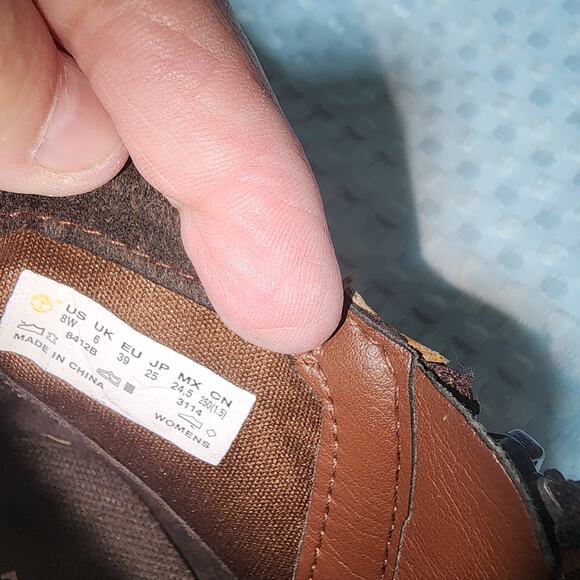 US UK EU JP MX CN
8W 6 39 25 24.5 250(1.5)
8412B 3114
MADE IN CHINA WOMENS